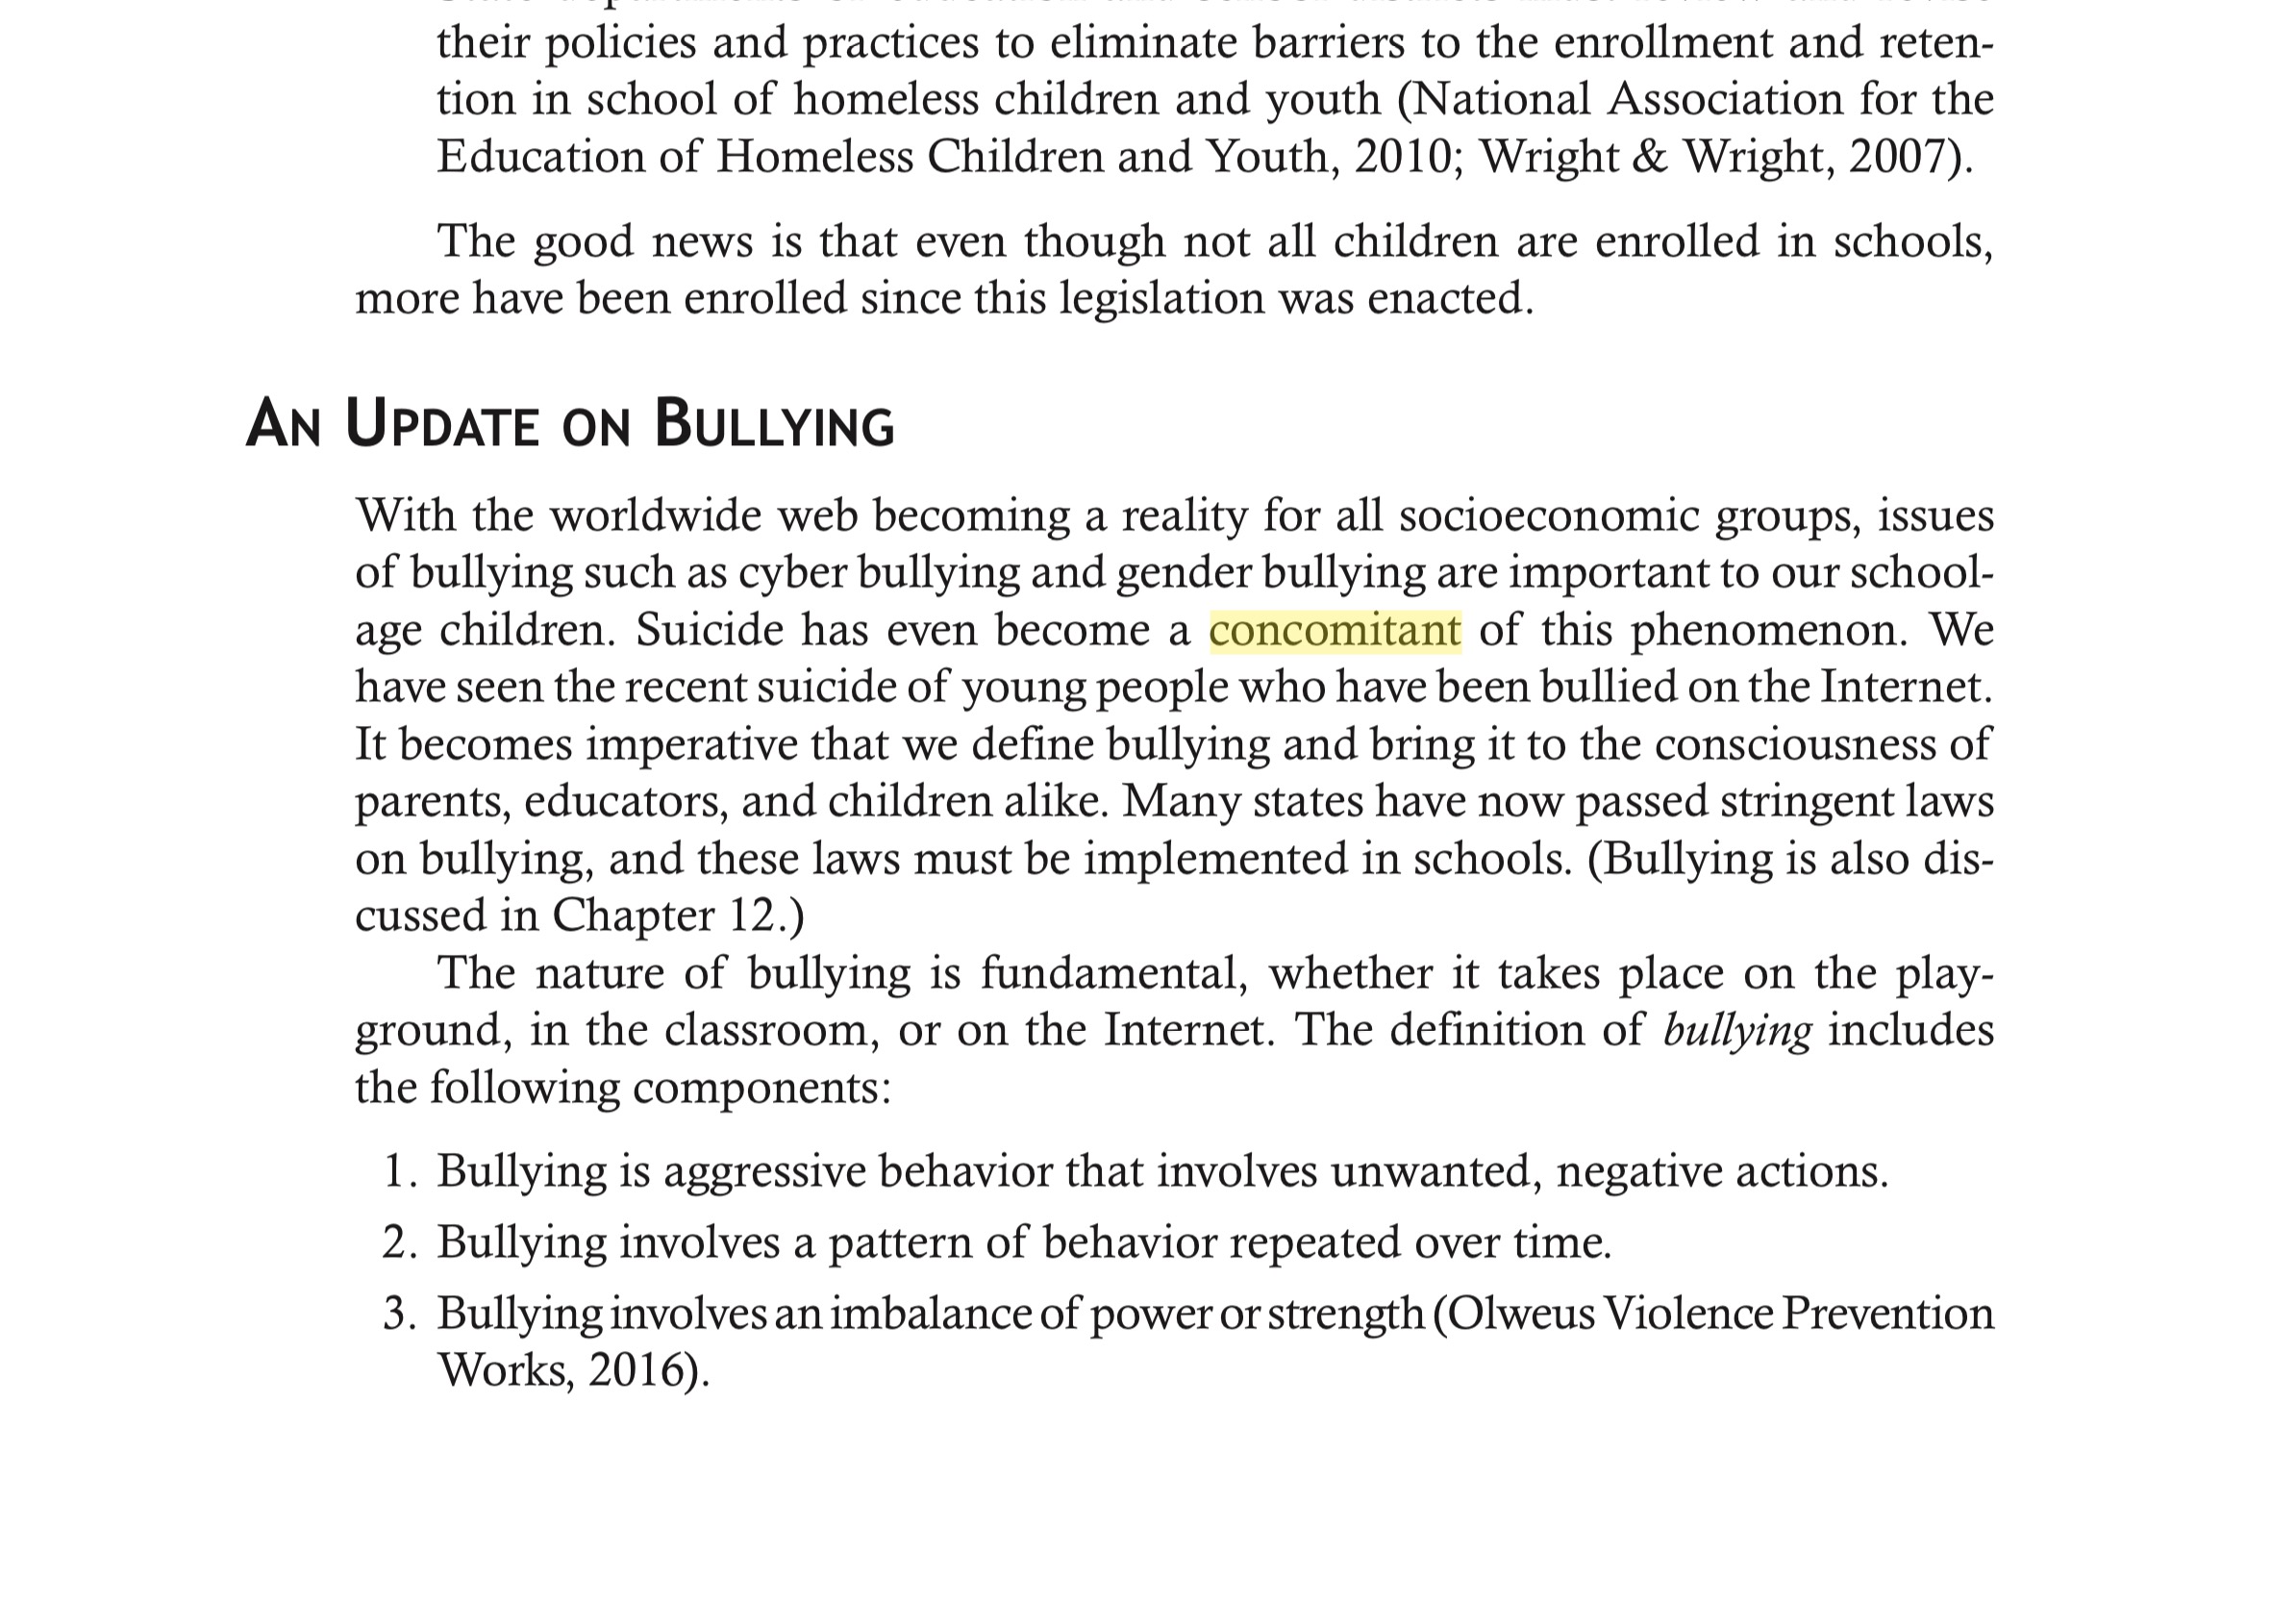 their policies and practices to eliminate barriers to the enrollment and reten-
tion in school of homeless children and youth (National Association for the
Education of Homeless Children and Youth, 2010; Wright & Wright, 2007).
The good news is that even though not all children are enrolled in schools,
more have been enrolled since this legislation was enacted.
AN UPDATE ON BULLYING
With the worldwide web becoming a reality for all socioeconomic groups, issues
of bullying such as cyber bullying and gender bullying are important to our school-
age children. Suicide has even become a concomitant of this phenomenon. We
have seen the recent suicide of young people who have been bullied on the Internet.
It becomes imperative that we define bullying and bring it to the consciousness of
parents, educators, and children alike. Many states have now passed stringent laws
on bullying, and these laws must be implemented in schools. (Bullying is also dis-
cussed in Chapter 12.)
The nature of bullying is fundamental, whether it takes place on the play-
ground, in the classroom, or on the Internet. The definition of bullying includes
the following components:
1. Bullying is aggressive behavior that involves unwanted, negative actions.
2. Bullying involves a pattern of behavior repeated over time.
3. Bullying involves an imbalance of power or strength (Olweus Violence Prevention
Works, 2016).